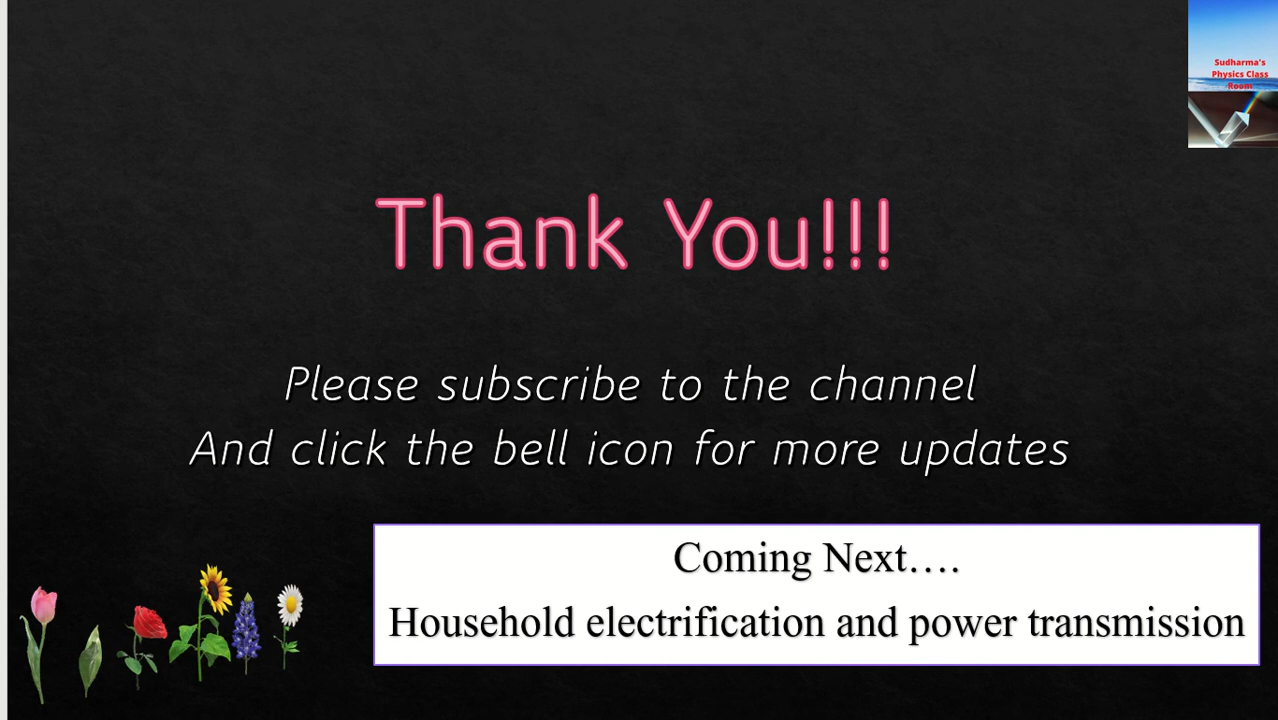 Sudharma's
Physics Class
Room
Thank You!!!
Please subscribe to the channel
And click the bell icon for more updates
Coming Next....
Household electrification and power transmission